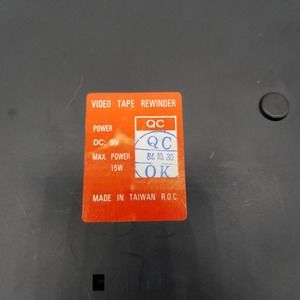 VIDEO TAPE REWINDER
POWER
DC: 9V
MAX POWER
15W
QC
QC
84.10.30
OK
MADE IN TAIWAN R.O.C.